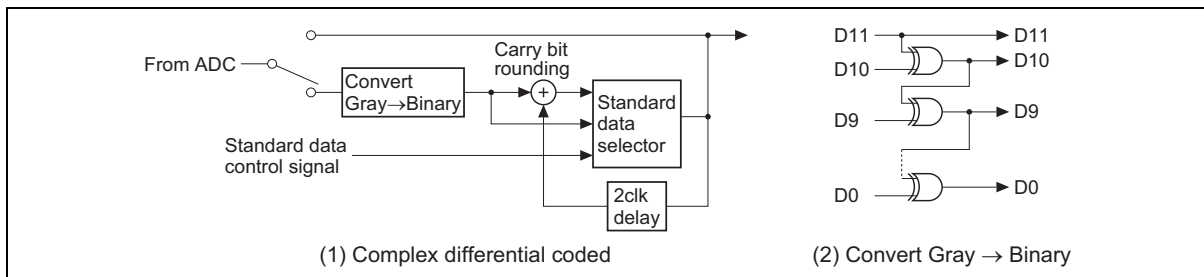 From ADC
Convert
Gray→Binary
Carry bit
rounding
+
Standard
data
selector
Standard data
control signal
2clk
delay
(1) Complex differential coded
D11
D11
D10
D10
D9
D9
D0
D0
(2) Convert Gray → Binary